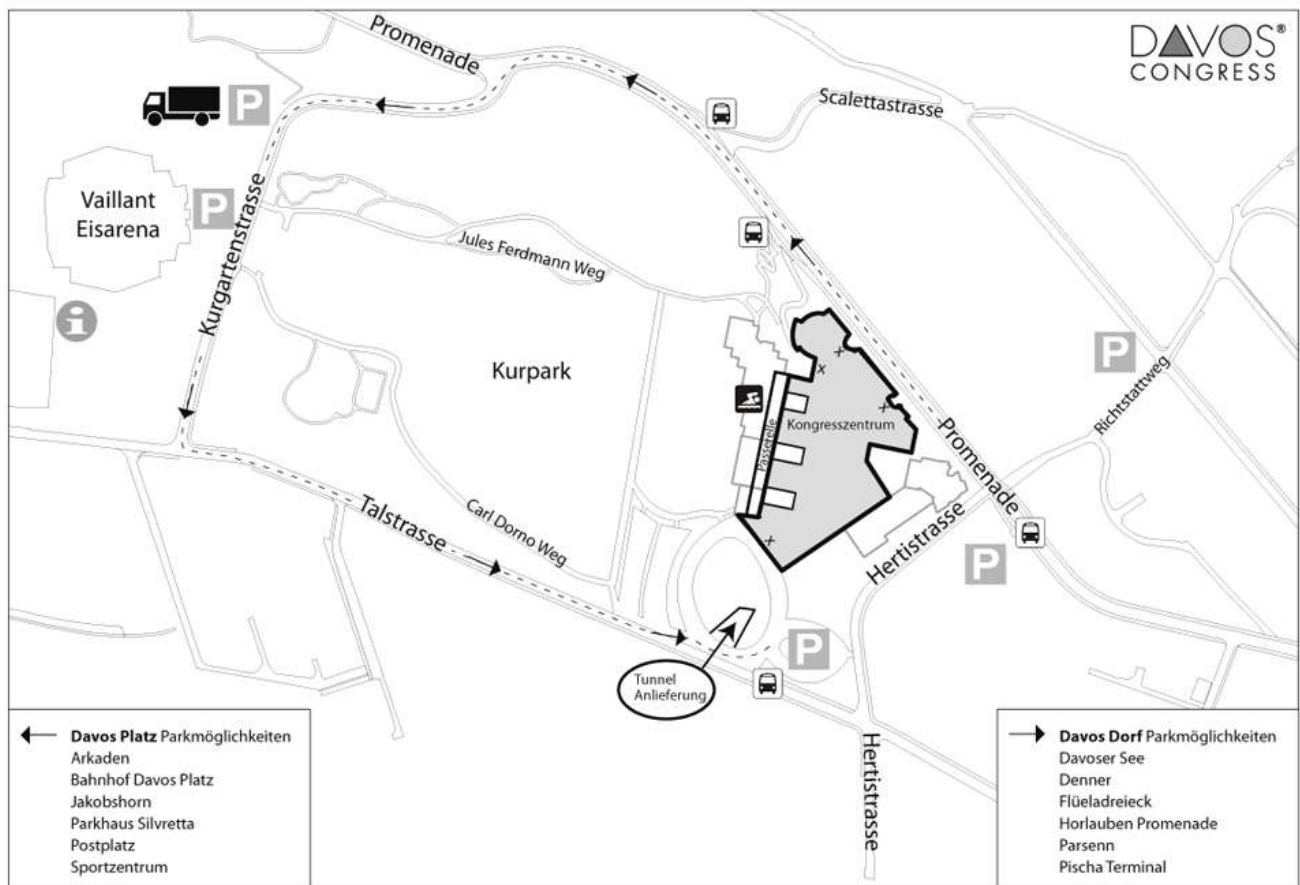 DAVOS®
CONGRESS
Promenade
Scalettastrasse
P
Vaillant
Eisarena
P
Kurgartenstrasse
Jules Ferdmann Weg
i
Kurpark
P
Richtstattweg
Kongresszentrum
Passerelle
Promenade
Talstrasse
Carl Dorno Weg
Hertistrasse
P
P
Tunnel
Anlieferung
Hertistrasse
Davos Platz Parkmöglichkeiten
Arkaden
Bahnhof Davos Platz
Jakobshorn
Parkhaus Silvretta
Postplatz
Sportzentrum
Davos Dorf Parkmöglichkeiten
Davoser See
Denner
Flüeladreieck
Horlauben Promenade
Parsenn
Pischa Terminal